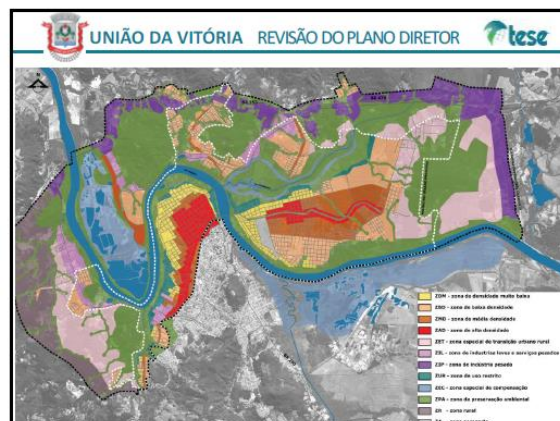 UNIÃO DA VITÓRIA REVISÃO DO PLANO DIRETOR
tese
ZDM - zona de densidade muito baixa
ZBD - zona de baixa densidade
ZMD - zona de média densidade
ZAD - zona de alta densidade
ZET - zona especial de transição urbano rural
ZIL - zona de indústrias leves e serviços pesados
ZIP - zona de indústria pesada
ZUR - zona de uso restrito
ZEC - zona especial de compensação
ZPA - zona de preservação ambiental
ZR - zona rural